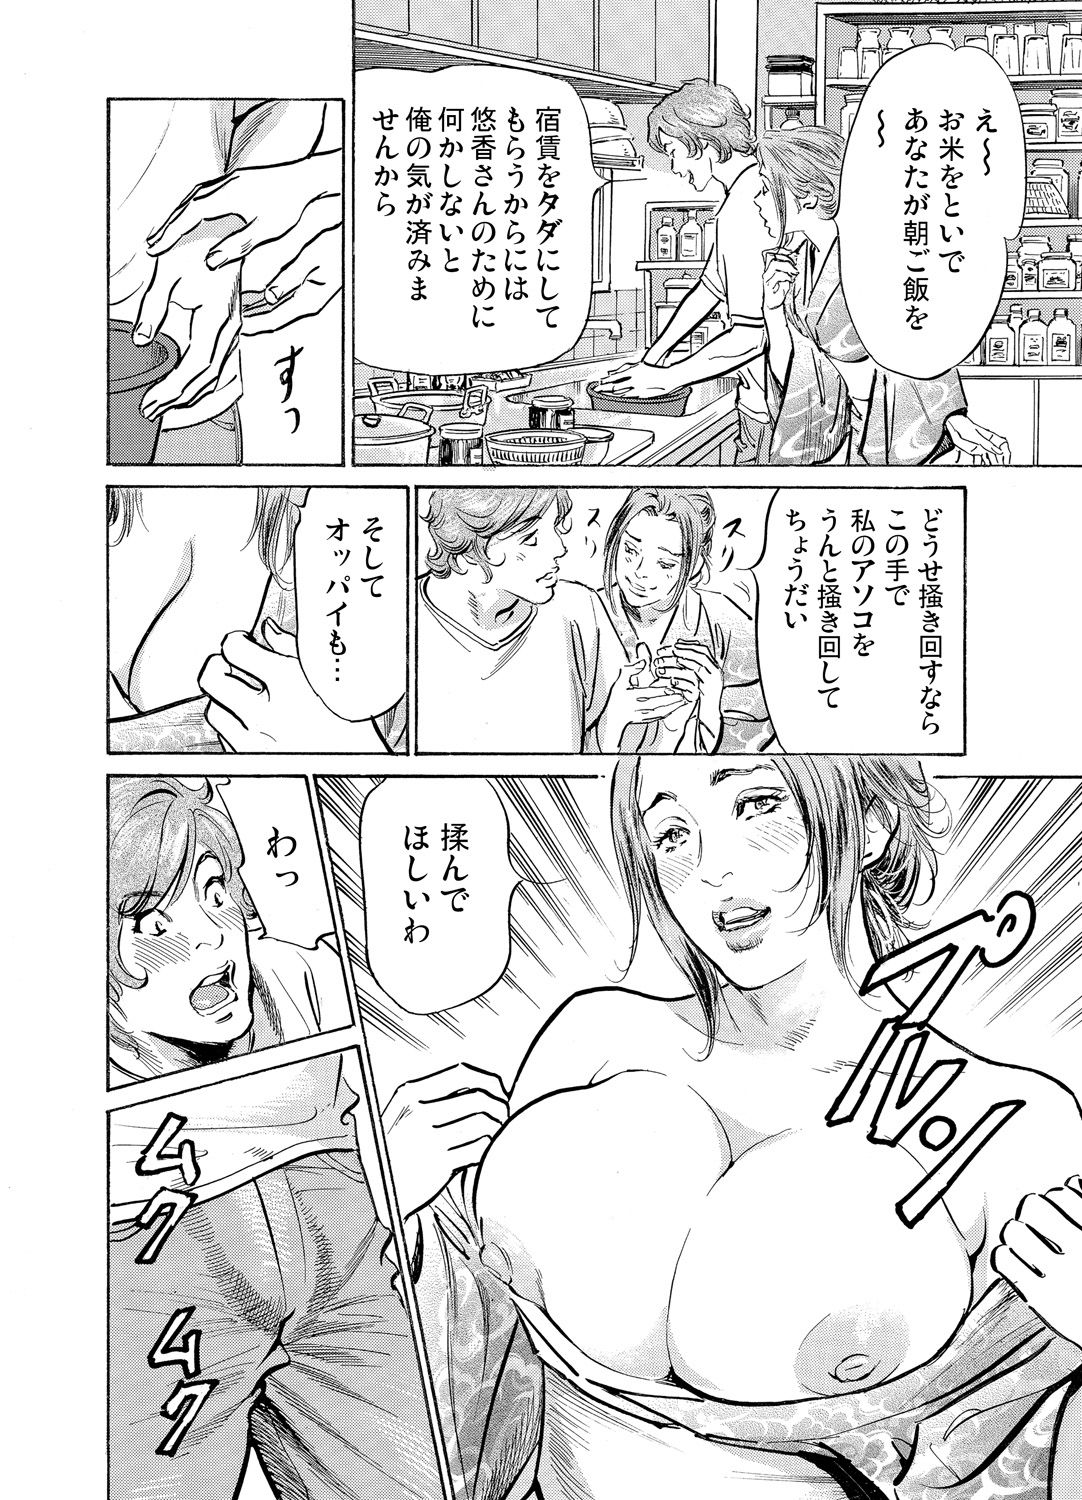 え～
お米をといで
あなたが朝ご飯を
～
宿賃をタダにして
もらうからには
悠香さんのために
何かしないと
俺の気が済みま
せんから
すっ
どうせ掻き回すなら
この手で
私のアソコを
うんと掻き回して
ちょうだい
スリ
スリ
そして
オッパイも…
揉んで
ほしいわ
プルン
わっ
ムク
ムク